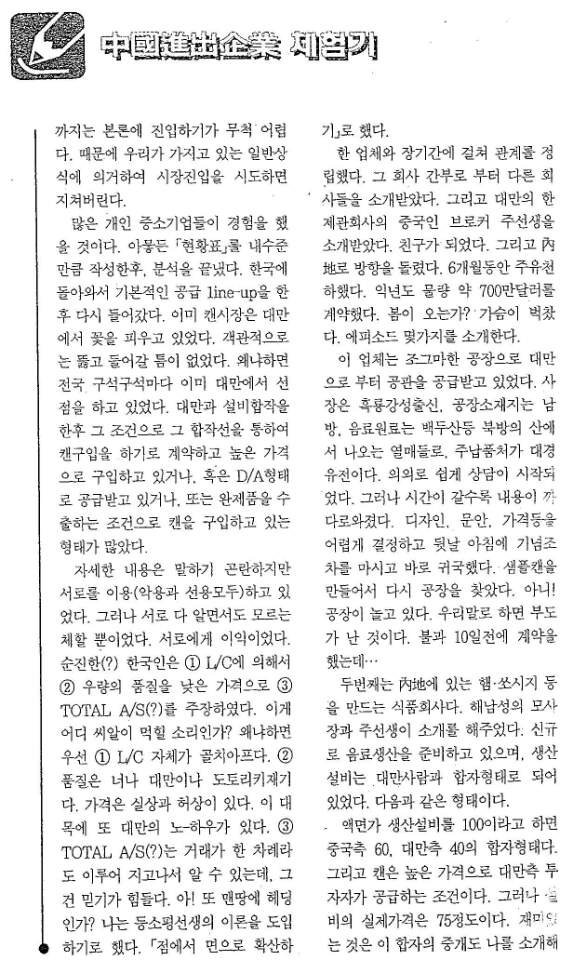 中國進出企業 체험기
까지는 본론에 진입하기가 무척 어렵
다. 때문에 우리가 가지고 있는 일반상
식에 의거하여 시장진입을 시도하면
지쳐버린다.
많은 개인 중소기업들이 경험을 했
을 것이다. 아뭏든 「현황표」를 내수준
만큼 작성한후, 분석을 끝냈다. 한국에
돌아와서 기본적인 공급 line-up을 한
후 다시 들어갔다. 이미 캔시장은 대만
에서 꽃을 피우고 있었다. 객관적으로
는 뚫고 들어갈 틈이 없었다. 왜냐하면
전국 구석구석마다 이미 대만에서 선
점을 하고 있었다. 대만과 설비합작을
한후 그 조건으로 그 합작선을 통하여
캔구입을 하기로 계약하고 높은 가격
으로 구입하고 있거나, 혹은 D/A형태
로 공급받고 있거나, 또는 완제품을 수
출하는 조건으로 캔을 구입하고 있는
형태가 많았다.
자세한 내용은 말하기 곤란하지만
서로를 이용(악용과 선용모두)하고 있
었다. 그러나 서로 다 알면서도 모르는
체할 뿐이었다. 서로에게 이익이었다.
순진한(?) 한국인은 ① L/C에 의해서
② 우량의 품질을 낮은 가격으로 ③
TOTAL A/S(?)를 주장하였다. 이게
어디 씨알이 먹힐 소리인가? 왜냐하면
우선 ① L/C 자체가 골치아프다. ②
품질은 너나 대만이나 도토리키재기
다. 가격은 실상과 허상이 있다. 이 대
목에 또 대만의 노-하우가 있다. ③
TOTAL A/S(?)는 거래가 한 차례라
도 이루어 지고나서 알 수 있는데, 그
건 믿기가 힘들다. 아! 또 맨땅에 헤딩
인가? 나는 등소평선생의 이론을 도입
하기로 했다. 「점에서 면으로 확산하
기」로 했다.
한 업체와 장기간에 걸쳐 관계를 정
립했다. 그 회사 간부로 부터 다른 회
사들을 소개받았다. 그리고 대만의 한
제관회사의 중국인 브로커 주선생을
소개받았다. 친구가 되었다. 그리고 內
地로 방향을 돌렸다. 6개월동안 주유천
하했다. 익년도 물량 약 700만달러를
계약했다. 봄이 오는가? 가슴이 벅찼
다. 에피소드 몇가지를 소개한다.
이 업체는 조그마한 공장으로 대만
으로 부터 공관을 공급받고 있었다. 사
장은 흑룡강성출신, 공장소재지는 남
방, 음료원료는 백두산등 북방의 산에
서 나오는 열매들로, 주납품처가 대경
유전이다. 의외로 쉽게 상담이 시작되
었다. 그러나 시간이 갈수록 내용이 까
다로와졌다. 디자인, 문안, 가격등을
어렵게 결정하고 뒷날 아침에 기념조
차를 마시고 바로 귀국했다. 샘플캔을
만들어서 다시 공장을 찾았다. 아니!
공장이 놀고 있다. 우리말로 하면 부도
가 난 것이다. 불과 10일전에 계약을
했는데…
두번째는 內地에 있는 햄·쏘시지 등
을 만드는 식품회사다. 해남성의 모사
장과 주선생이 소개를 해주었다. 신규
로 음료생산을 준비하고 있으며, 생산
설비는 대만사람과 합자형태로 되어
있었다. 다음과 같은 형태이다.
액면가 생산설비를 100이라고 하면
중국측 60, 대만측 40의 합자형태다.
그리고 캔은 높은 가격으로 대만측 투
자자가 공급하는 조건이다. 그러나 설
비의 실제가격은 75정도이다. 재미있
는 것은 이 합자의 중개도 나를 소개해